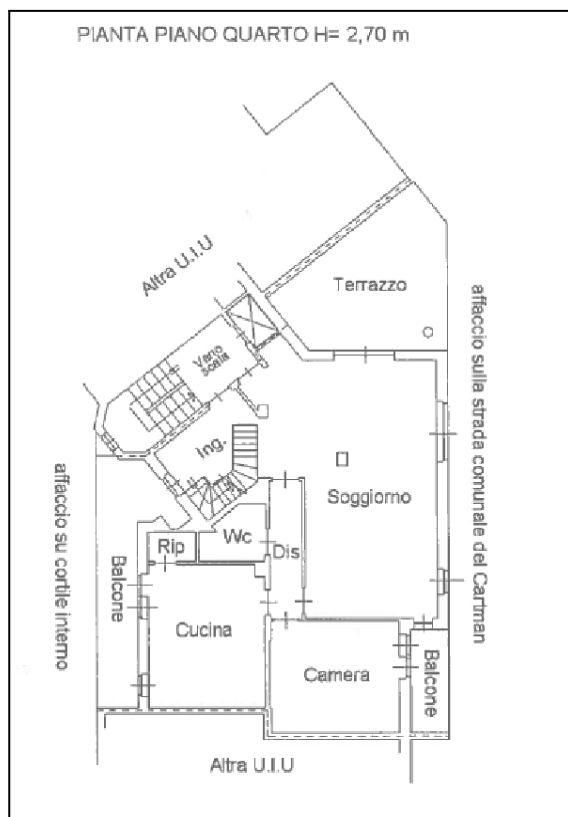 PIANTA PIANO QUARTO H= 2,70 m
Altra U.I.U
Terrazzo
affaccio sulla strada comunale del Cartman
Vano
scala
Ing.
Soggiorno
affaccio su cortile interno
Balcone
Rip
Wc
Dis
Cucina
Camera
Balcone
Altra U.I.U